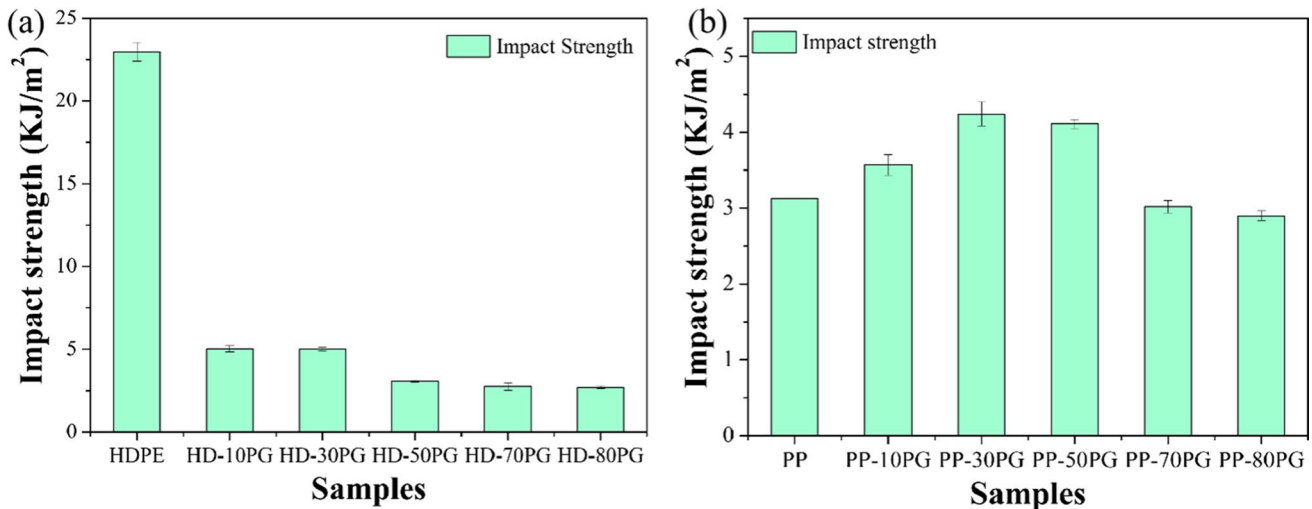 (a)
Impact strength (KJ/m²)
25
20
15
10
5
0
Impact Strength
HDPE HD-10PG HD-30PG HD-50PG HD-70PG HD-80PG
Samples
(b)
Impact strength (KJ/m²)
5
4
3
2
1
0
Impact strength
PP PP-10PG PP-30PG PP-50PG PP-70PG PP-80PG
Samples